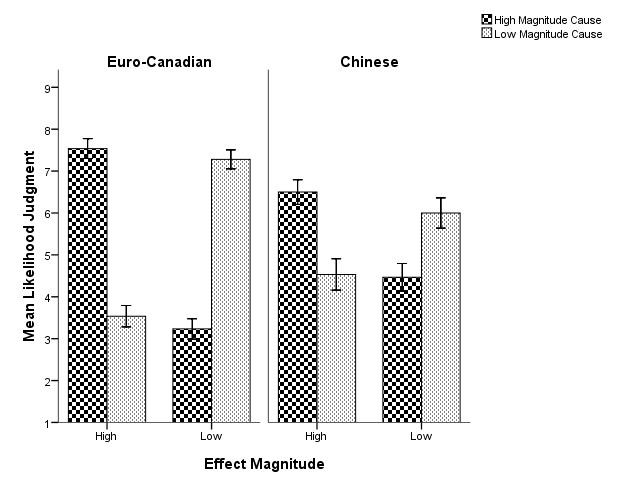 High Magnitude Cause
Low Magnitude Cause
Euro-Canadian
Chinese
Mean Likelihood Judgment
9
8
7
6
5
4
3
2
1
High
Low
High
Low
Effect Magnitude